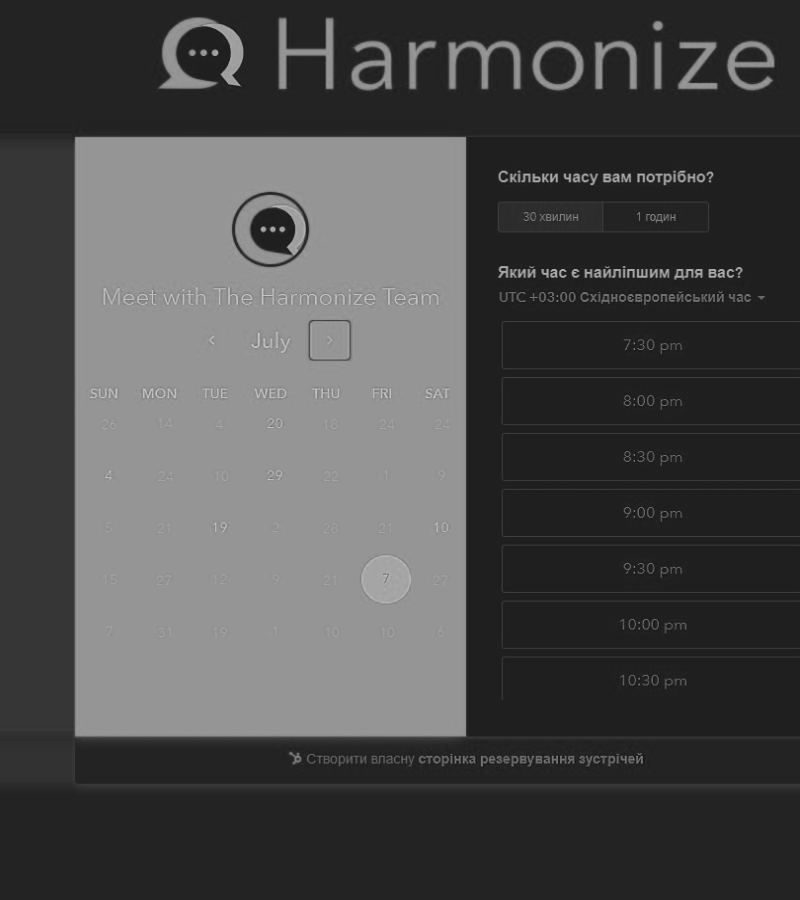 Harmonize
Meet with The Harmonize Team
July
SUN MON TUE WED THU FRI SAT
26 14 4 20 18 24 24
4 24 10 29 22 1 9
5 21 19 2 26 21 10
15 27 12 9 21 7 27
7 31 19 1 10 10 6
Скільки часу вам потрібно?
30 хвилин 1 годин
Який час є найліпшим для вас?
UTC +03:00 Східноєвропейський час
7:30 pm
8:00 pm
8:30 pm
9:00 pm
9:30 pm
10:00 pm
10:30 pm
Створити власну сторінка резервування зустрічей